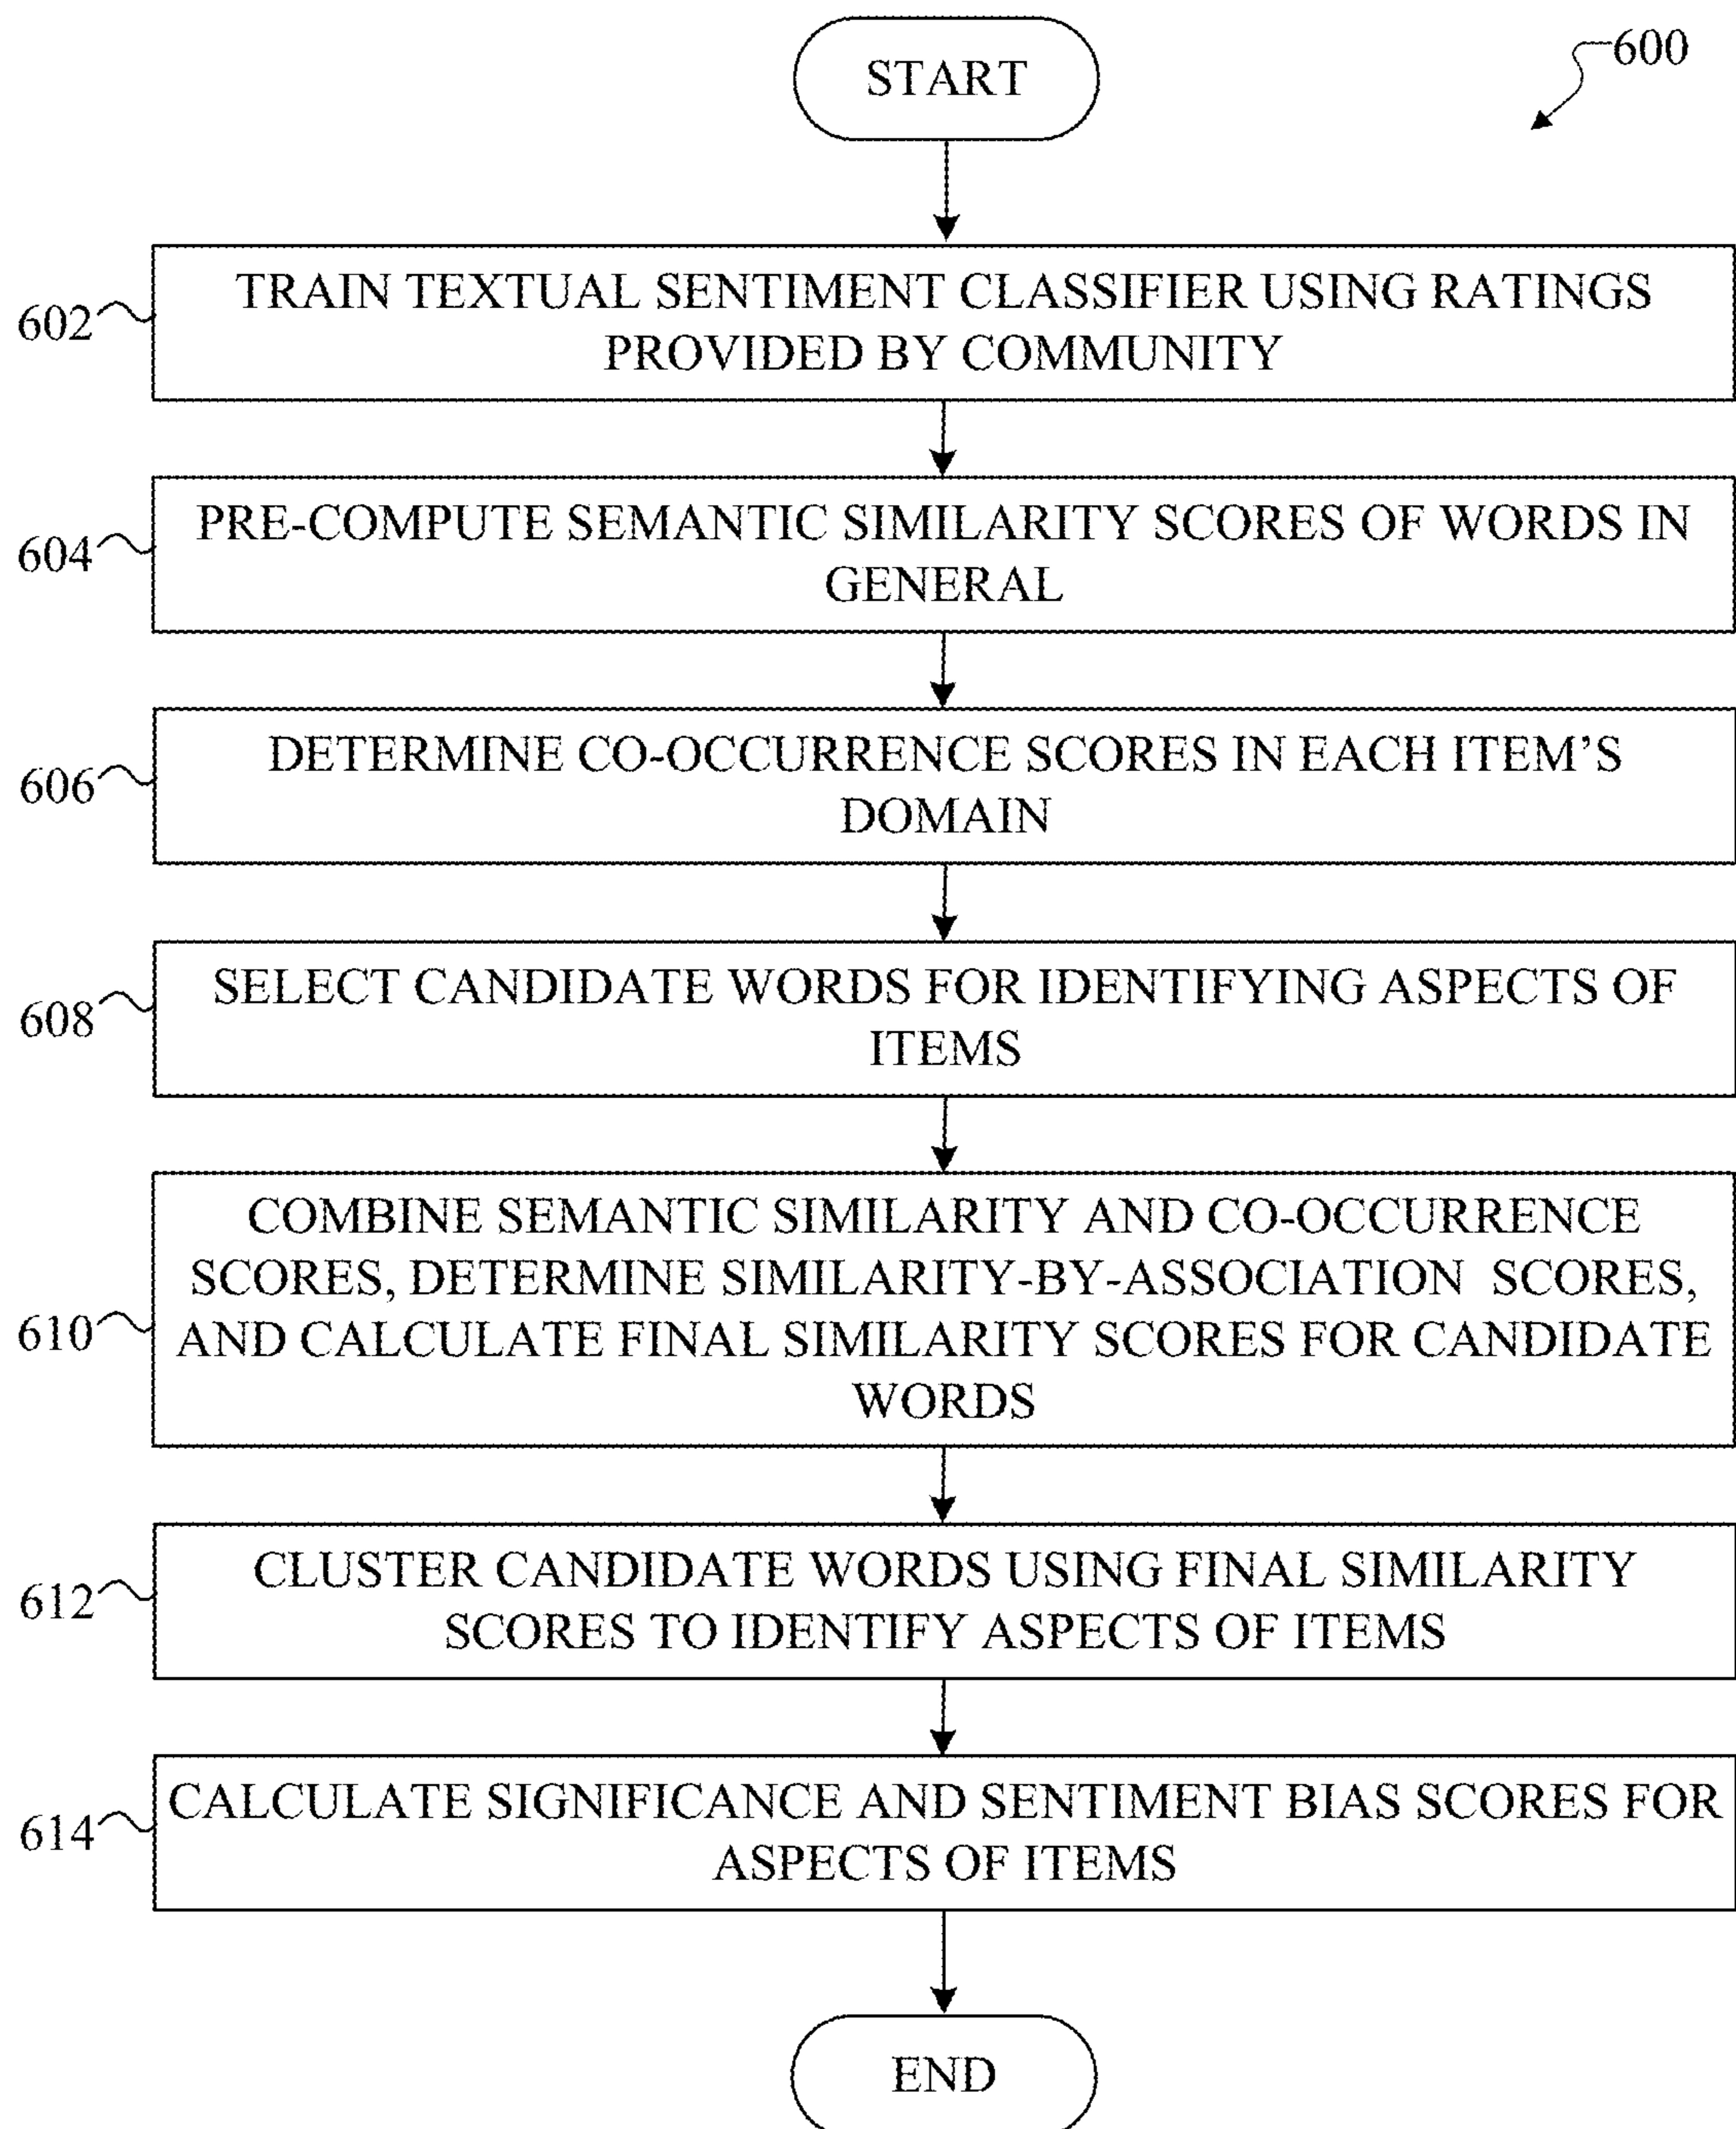 START
600
602
TRAIN TEXTUAL SENTIMENT CLASSIFIER USING RATINGS
PROVIDED BY COMMUNITY
604
PRE-COMPUTE SEMANTIC SIMILARITY SCORES OF WORDS IN
GENERAL
606
DETERMINE CO-OCCURRENCE SCORES IN EACH ITEM'S
DOMAIN
608
SELECT CANDIDATE WORDS FOR IDENTIFYING ASPECTS OF
ITEMS
610
COMBINE SEMANTIC SIMILARITY AND CO-OCCURRENCE
SCORES, DETERMINE SIMILARITY-BY-ASSOCIATION SCORES,
AND CALCULATE FINAL SIMILARITY SCORES FOR CANDIDATE
WORDS
612
CLUSTER CANDIDATE WORDS USING FINAL SIMILARITY
SCORES TO IDENTIFY ASPECTS OF ITEMS
614
CALCULATE SIGNIFICANCE AND SENTIMENT BIAS SCORES FOR
ASPECTS OF ITEMS
END